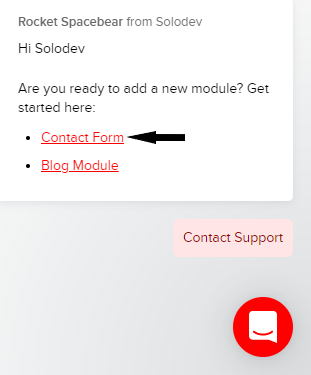 Rocket Spacebear from Solodev
Hi Solodev
Are you ready to add a new module? Get
started here:
Contact Form
Blog Module
Contact Support